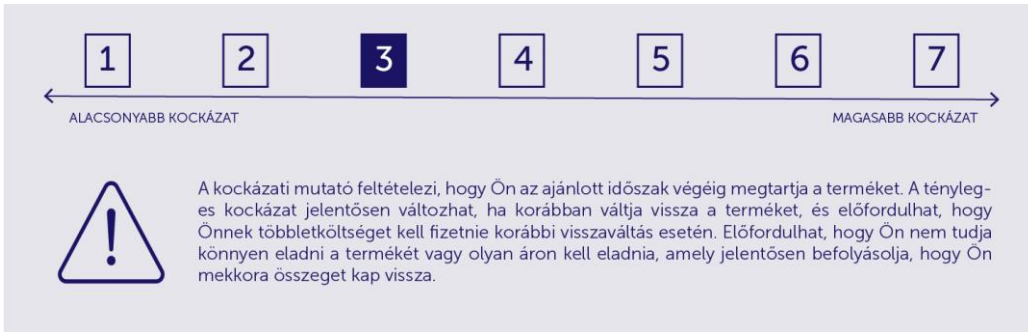 1 2 3 4 5 6 7
ALACSONYABB KOCKÁZAT MAGASABB KOCKÁZAT
A kockázati mutató feltételezi, hogy Ön az ajánlott időszak végéig megtartja a terméket. A tényleg-
es kockázat jelentősen változhat, ha korábban váltja vissza a terméket, és előfordulhat, hogy
Önnek többletköltséget kell fizetnie korábbi visszaváltás esetén. Előfordulhat, hogy Ön nem tudja
könnyen eladni a termékét vagy olyan áron kell eladnia, amely jelentősen befolyásolja, hogy Ön
mekkora összeget kap vissza.